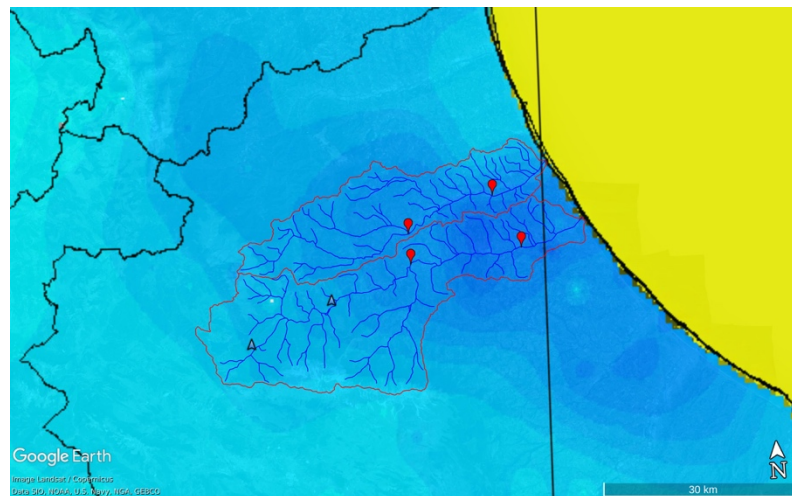 Google Earth
Image Landsat / Copernicus
Data SIO, NOAA, U.S. Navy, NGA, GEBCO
N
30 km